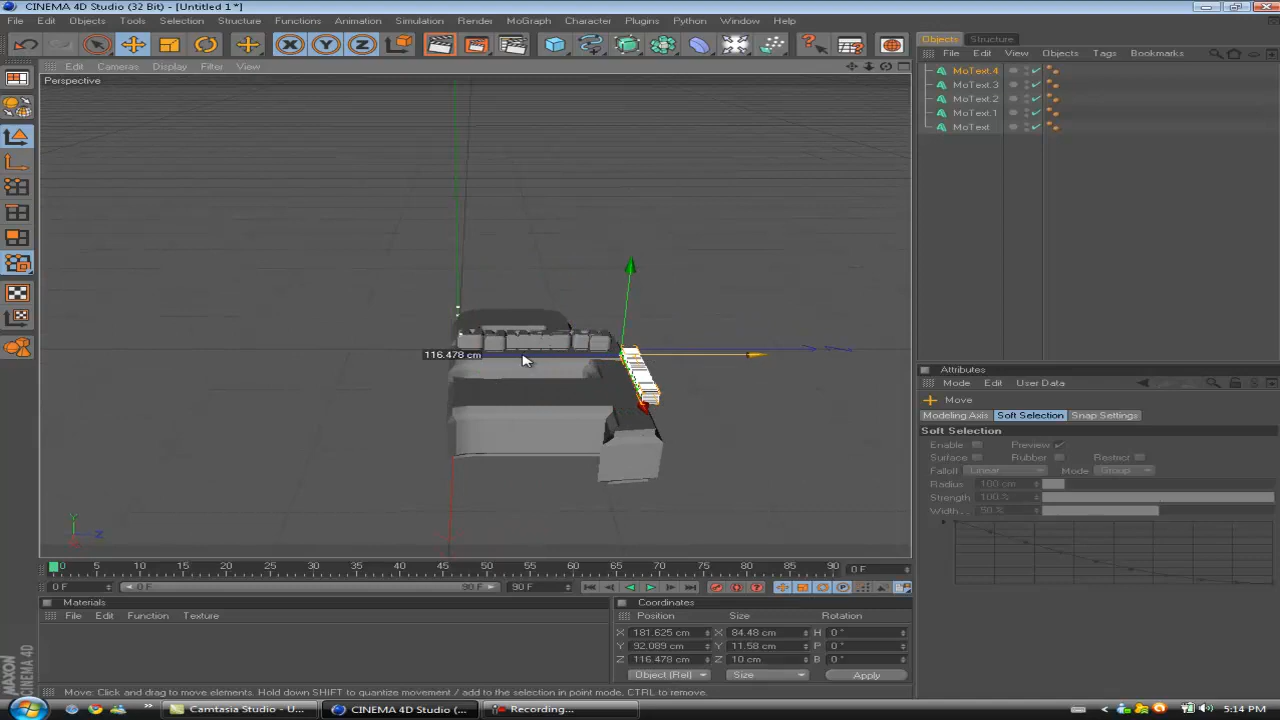 CINEMA 4D Studio (32 Bit) - [Untitled 1 *]
File Edit Objects Tools Selection Structure Functions Animation Simulation Render MoGraph Character Plugins Python Window Help
Edit Cameras Display Filter View
Perspective
116.478 cm
Y
Z
Objects Structure
File Edit View Objects Tags Bookmarks
MoText.4
MoText.3
MoText.2
MoText.1
MoText
Attributes
Mode Edit User Data
Move
Modeling Axis Soft Selection Snap Settings
Soft Selection
Enable Preview
Surface Rubber Restrict
Falloff Linear Mode Group
Radius 100 cm
Strength 100 %
Width . . 50 %
0 5 10 15 20 25 30 35 40 45 50 55 60 65 70 75 80 85 90 0 F
0 F 0 F 90 F 90 F
Materials
File Edit Function Texture
Coordinates
Position Size Rotation
X 181.625 cm X 84.48 cm H 0 °
Y 92.089 cm Y 11.58 cm P 0 °
Z 116.478 cm Z 10 cm B 0 °
Object (Rel) Size Apply
MAXON CINEMA 4D
Move: Click and drag to move elements. Hold down SHIFT to quantize movement / add to the selection in point mode, CTRL to remove.
Camtasia Studio - U... CINEMA 4D Studio (... Recording... 5:14 PM